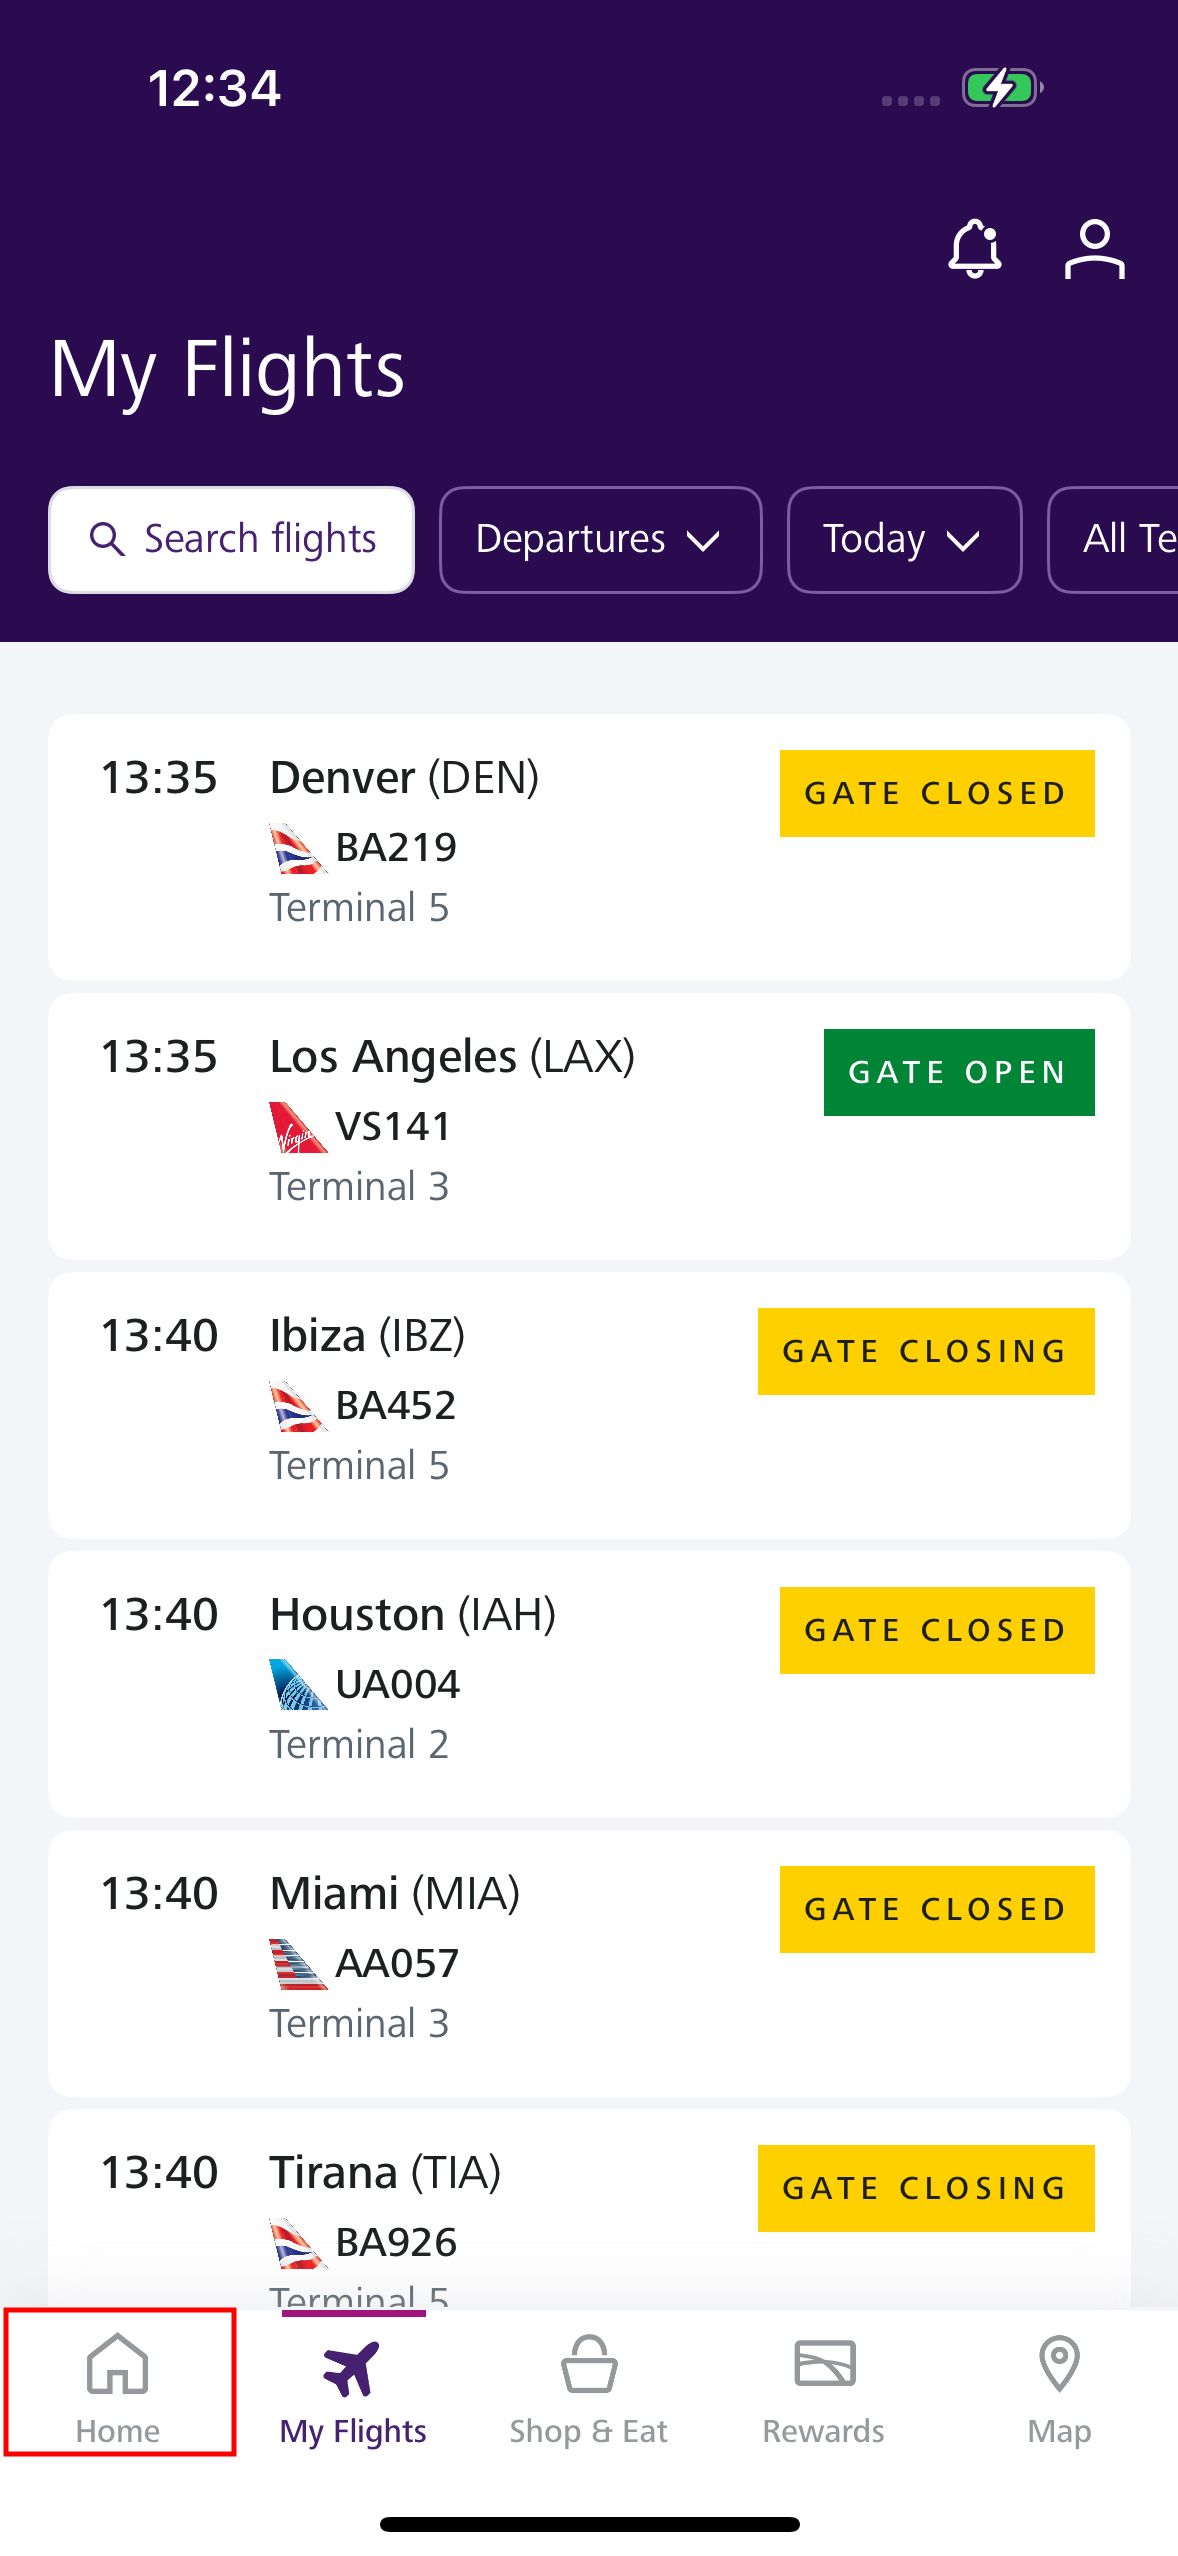 12:34
My Flights
Search flights
Departures
Today
All Te
13:35 Denver (DEN) GATE CLOSED
BA219
Terminal 5
13:35 Los Angeles (LAX) GATE OPEN
Virgin VS141
Terminal 3
13:40 Ibiza (IBZ) GATE CLOSING
BA452
Terminal 5
13:40 Houston (IAH) GATE CLOSED
UA004
Terminal 2
13:40 Miami (MIA) GATE CLOSED
AA057
Terminal 3
13:40 Tirana (TIA) GATE CLOSING
BA926
Terminal 5
Home
My Flights
Shop & Eat
Rewards
Map